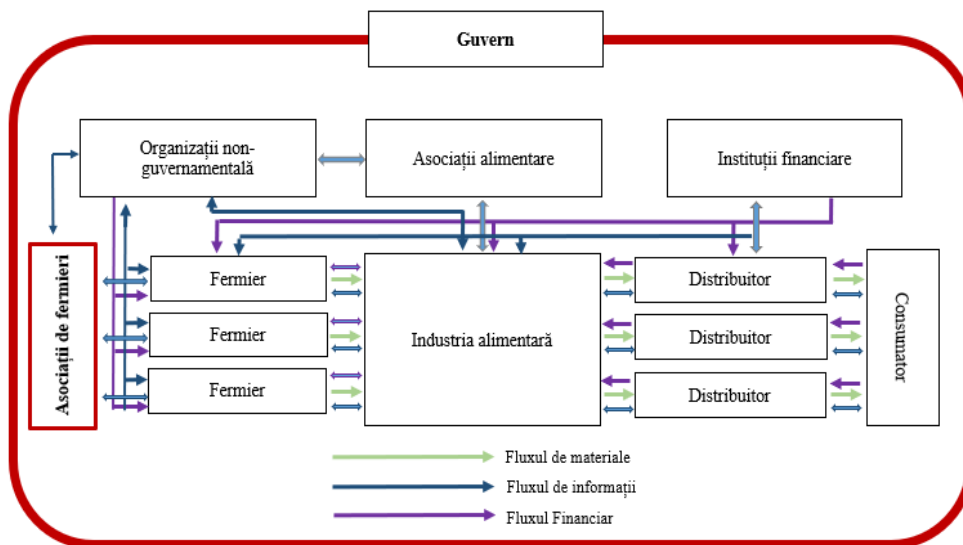 Guvern
Organizații non-
guvernamentală
Asociații alimentare
Instituții financiare
Asociații de fermieri
Fermier
Fermier
Fermier
Industria alimentară
Distribuitor
Distribuitor
Distribuitor
Consumator
Fluxul de materiale
Fluxul de informații
Fluxul Financiar